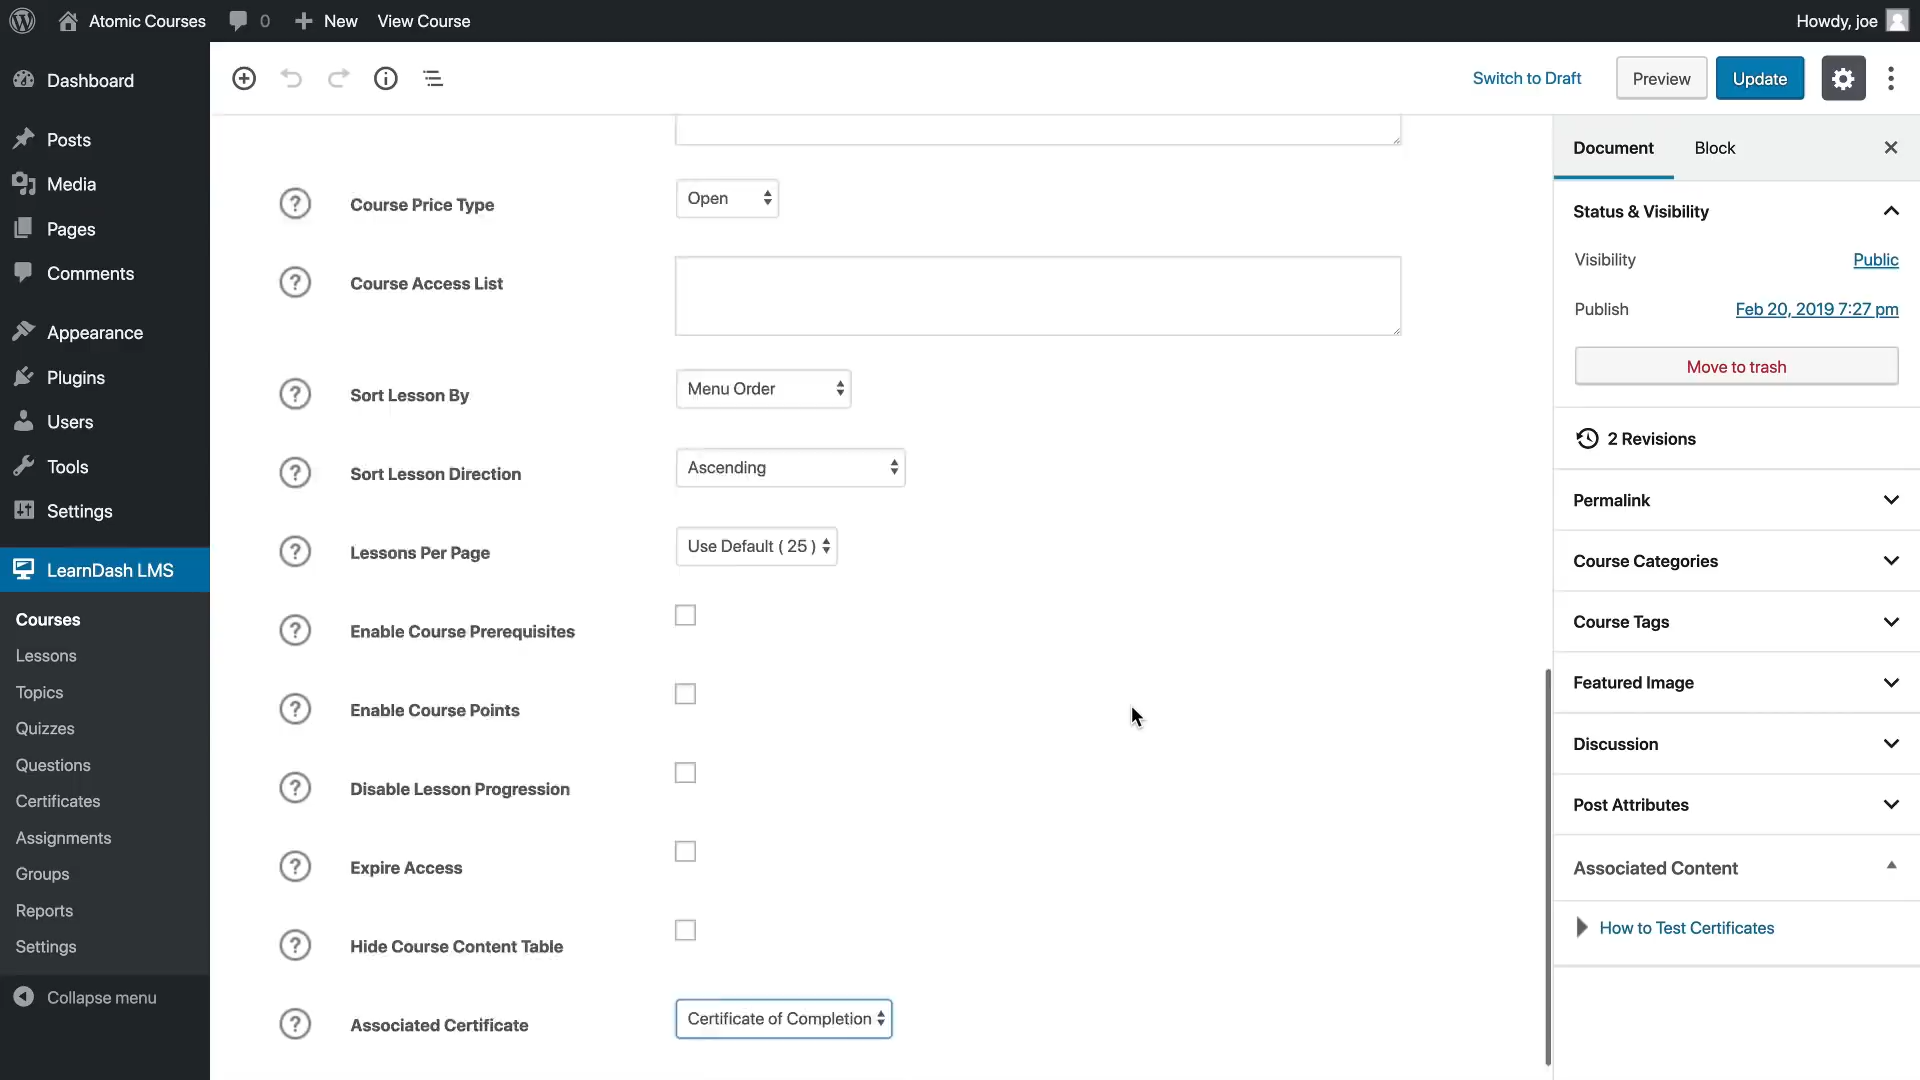 Atomic Courses 0 New View Course Howdy, joe
Dashboard
Posts
Media
Pages
Comments
Appearance
Plugins
Users
Tools
Settings
LearnDash LMS
Courses
Lessons
Topics
Quizzes
Questions
Certificates
Assignments
Groups
Reports
Settings
Collapse menu
Switch to Draft Preview Update
Course Price Type Open
Course Access List
Sort Lesson By Menu Order
Sort Lesson Direction Ascending
Lessons Per Page Use Default ( 25 )
Enable Course Prerequisites
Enable Course Points
Disable Lesson Progression
Expire Access
Hide Course Content Table
Associated Certificate Certificate of Completion
Document Block
Status & Visibility
Visibility Public
Publish Feb 20, 2019 7:27 pm
Move to trash
2 Revisions
Permalink
Course Categories
Course Tags
Featured Image
Discussion
Post Attributes
Associated Content
How to Test Certificates